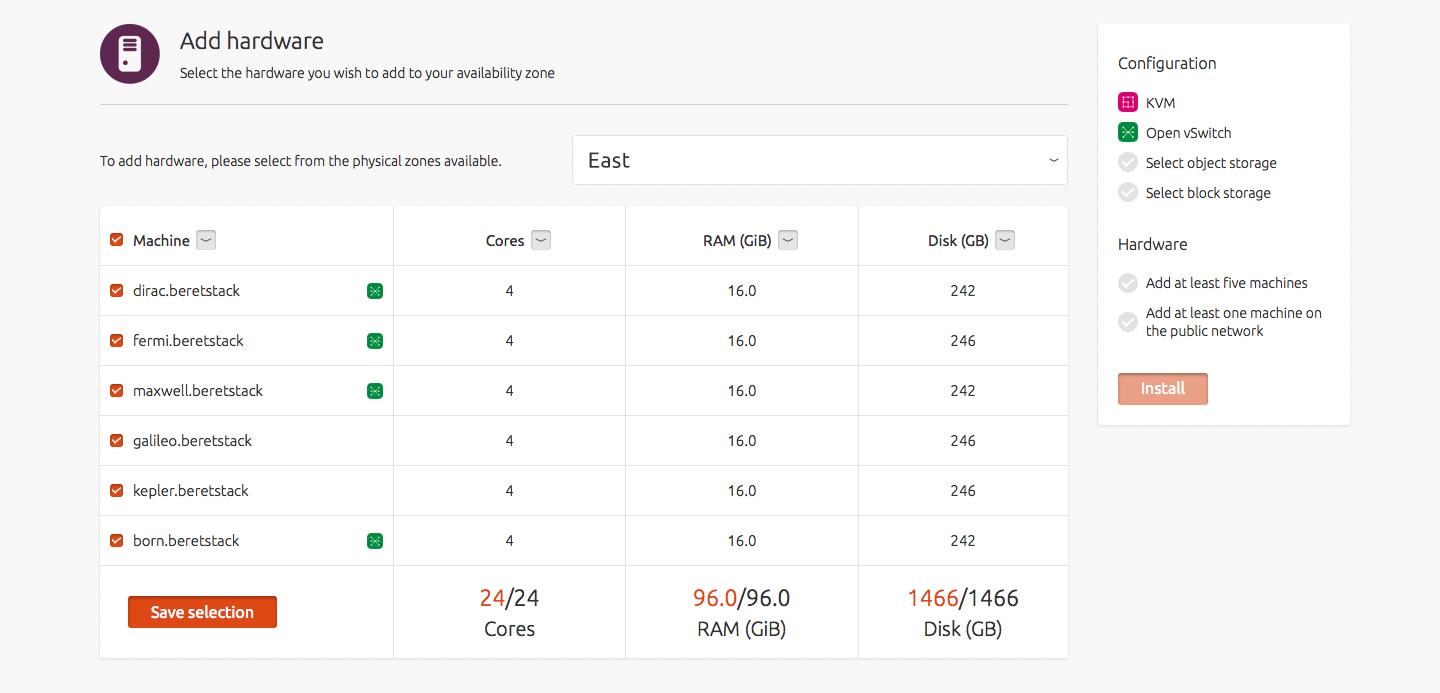 Add hardware
Select the hardware you wish to add to your availability zone
To add hardware, please select from the physical zones available.
East
Machine Cores RAM (GiB) Disk (GB)
dirac.beretstack 4 16.0 242
fermi.beretstack 4 16.0 246
maxwell.beretstack 4 16.0 242
galileo.beretstack 4 16.0 246
kepler.beretstack 4 16.0 246
born.beretstack 4 16.0 242
Save selection
24/24 96.0/96.0 1466/1466
Cores RAM (GiB) Disk (GB)
Configuration
KVM
Open vSwitch
Select object storage
Select block storage
Hardware
Add at least five machines
Add at least one machine on
the public network
Install